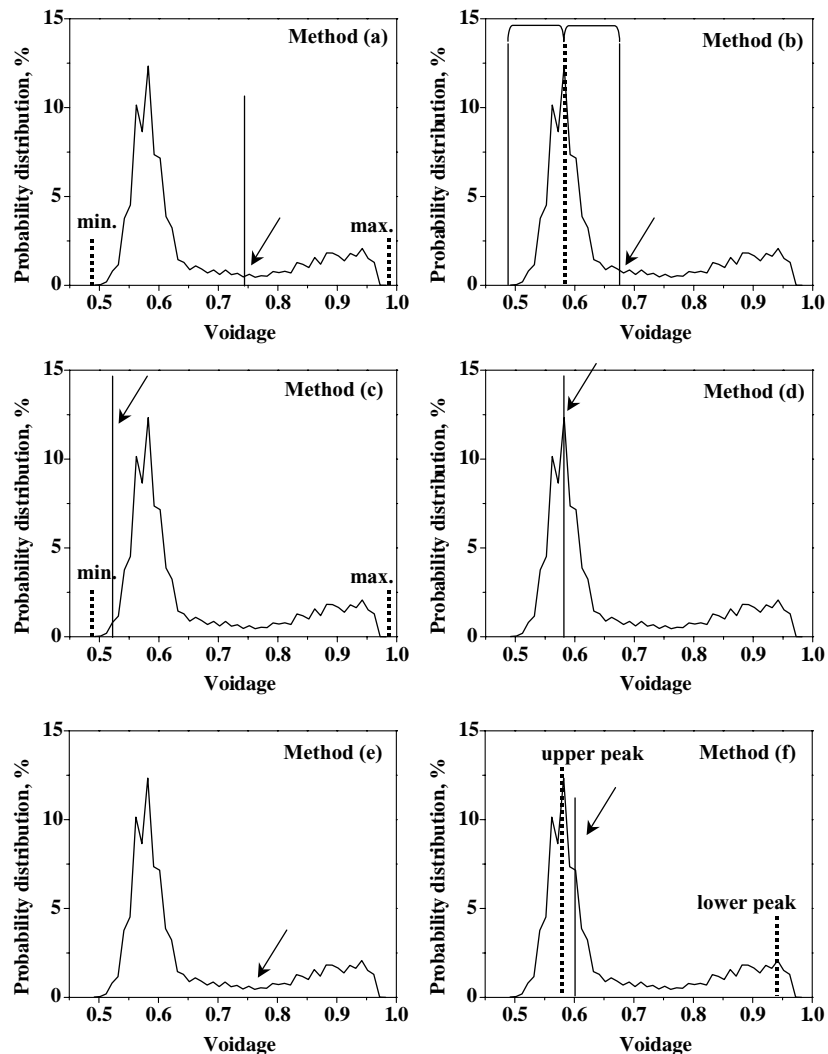 Method (a)
Probability distribution, %
15
10
5
0
min.
max.
0.5 0.6 0.7 0.8 0.9 1.0
Voidage
Method (b)
Probability distribution, %
15
10
5
0
0.5 0.6 0.7 0.8 0.9 1.0
Voidage
Method (c)
Probability distribution, %
15
10
5
0
min.
max.
0.5 0.6 0.7 0.8 0.9 1.0
Voidage
Method (d)
Probability distribution, %
15
10
5
0
0.5 0.6 0.7 0.8 0.9 1.0
Voidage
Method (e)
Probability distribution, %
15
10
5
0
0.5 0.6 0.7 0.8 0.9 1.0
Voidage
Method (f)
upper peak
Probability distribution, %
15
10
5
0
lower peak
0.5 0.6 0.7 0.8 0.9 1.0
Voidage